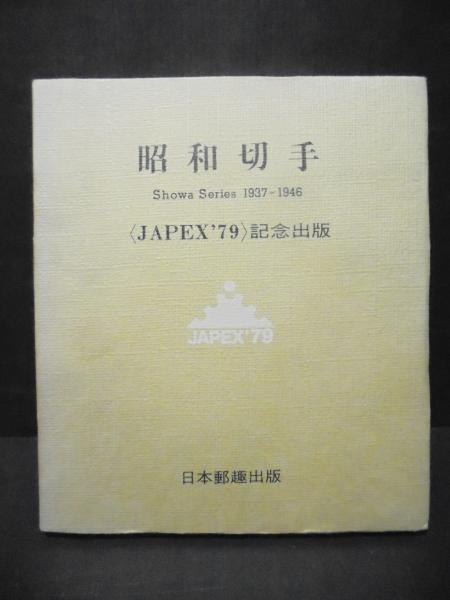 昭和切手
Showa Series 1937-1946
〈JAPEX'79〉記念出版
JAPEX'79
日本郵趣出版